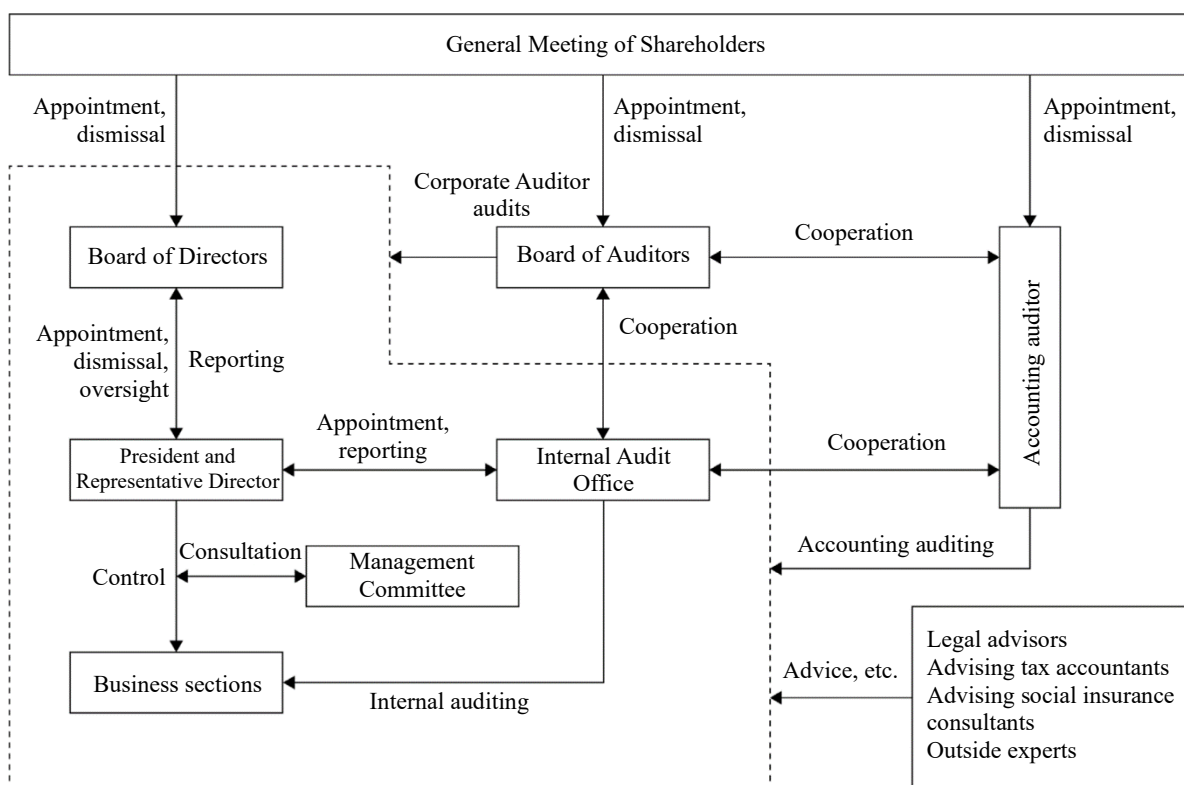 General Meeting of Shareholders
Appointment,
dismissal
Appointment,
dismissal
Appointment,
dismissal
Corporate Auditor
audits
Board of Directors
Board of Auditors
Cooperation
Accounting auditor
Appointment,
dismissal,
oversight
Reporting
Cooperation
President and
Representative Director
Appointment,
reporting
Internal Audit
Office
Cooperation
Control
Consultation
Management
Committee
Accounting auditing
Business sections
Internal auditing
Advice, etc.
Legal advisors
Advising tax accountants
Advising social insurance
consultants
Outside experts